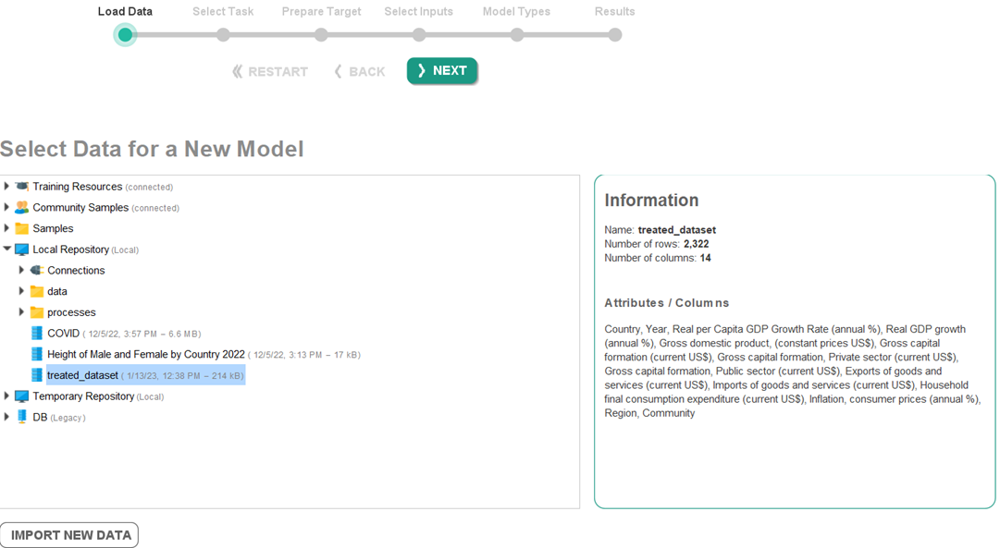 Load Data Select Task Prepare Target Select Inputs Model Types Results
RESTART BACK NEXT
Select Data for a New Model
Training Resources (connected)
Community Samples (connected)
Samples
Local Repository (Local)
Connections
data
processes
COVID ( 12/5/22, 3:57 PM – 6.6 MB)
Height of Male and Female by Country 2022 ( 12/5/22, 3:13 PM – 17 kB)
treated_dataset ( 1/13/23, 12:38 PM – 214 kB)
Temporary Repository (Local)
DB (Legacy)
Information
Name: treated_dataset
Number of rows: 2,322
Number of columns: 14
Attributes / Columns
Country, Year, Real per Capita GDP Growth Rate (annual %), Real GDP growth
(annual %), Gross domestic product, (constant prices US$), Gross capital
formation (current US$), Gross capital formation, Private sector (current US$),
Gross capital formation, Public sector (current US$), Exports of goods and
services (current US$), Imports of goods and services (current US$), Household
final consumption expenditure (current US$), Inflation, consumer prices (annual %),
Region, Community
IMPORT NEW DATA